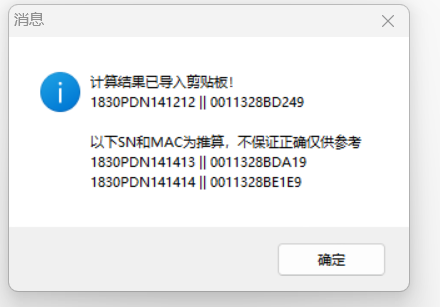 消息
计算结果已导入剪贴板!
1830PDN141212 || 0011328BD249
以下SN和MAC为推算，不保证正确仅供参考
1830PDN141413 || 0011328BDA19
1830PDN141414 || 0011328BE1E9
确定